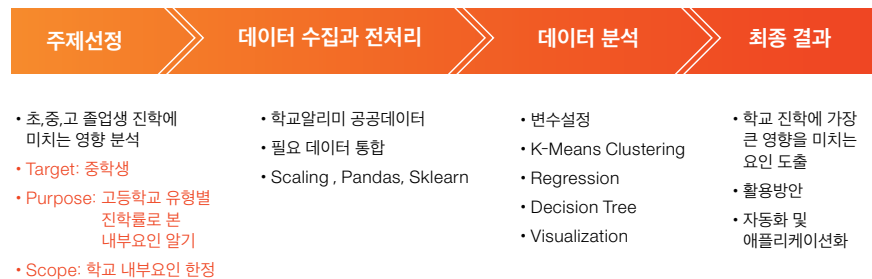 주제선정
데이터 수집과 전처리
데이터 분석
최종 결과
• 초,중,고 졸업생 진학에
미치는 영향 분석
• Target: 중학생
• Purpose: 고등학교 유형별
진학률로 본
내부요인 알기
• Scope: 학교 내부요인 한정
• 학교알리미 공공데이터
• 필요 데이터 통합
• Scaling , Pandas, Sklearn
• 변수설정
• K-Means Clustering
• Regression
• Decision Tree
• Visualization
• 학교 진학에 가장
큰 영향을 미치는
요인 도출
• 활용방안
• 자동화 및
애플리케이션화